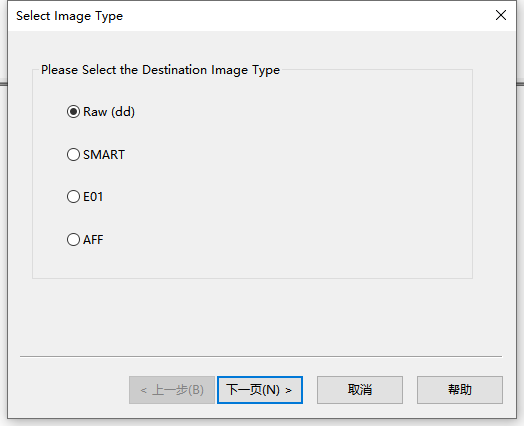 Select Image Type
Please Select the Destination Image Type
Raw (dd)
SMART
E01
AFF
< 上一步(B)
下一页(N) >
取消
帮助